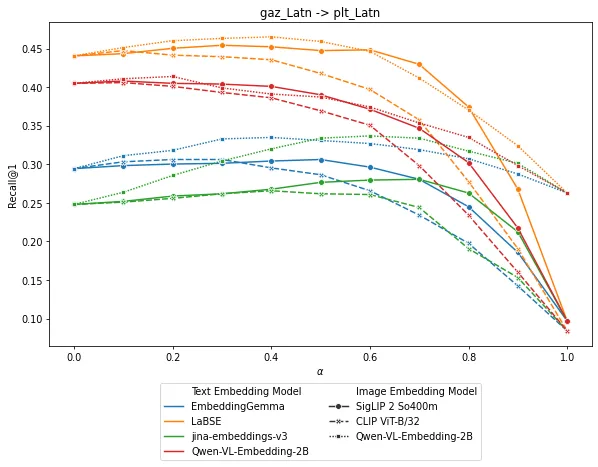 gaz_Latn -> plt_Latn
Recall@1
0.45
0.40
0.35
0.30
0.25
0.20
0.15
0.10
0.0 0.2 0.4 0.6 0.8 1.0
α
Text Embedding Model
EmbeddingGemma
LaBSE
jina-embeddings-v3
Qwen-VL-Embedding-2B
Image Embedding Model
SigLIP 2 So400m
CLIP ViT-B/32
Qwen-VL-Embedding-2B